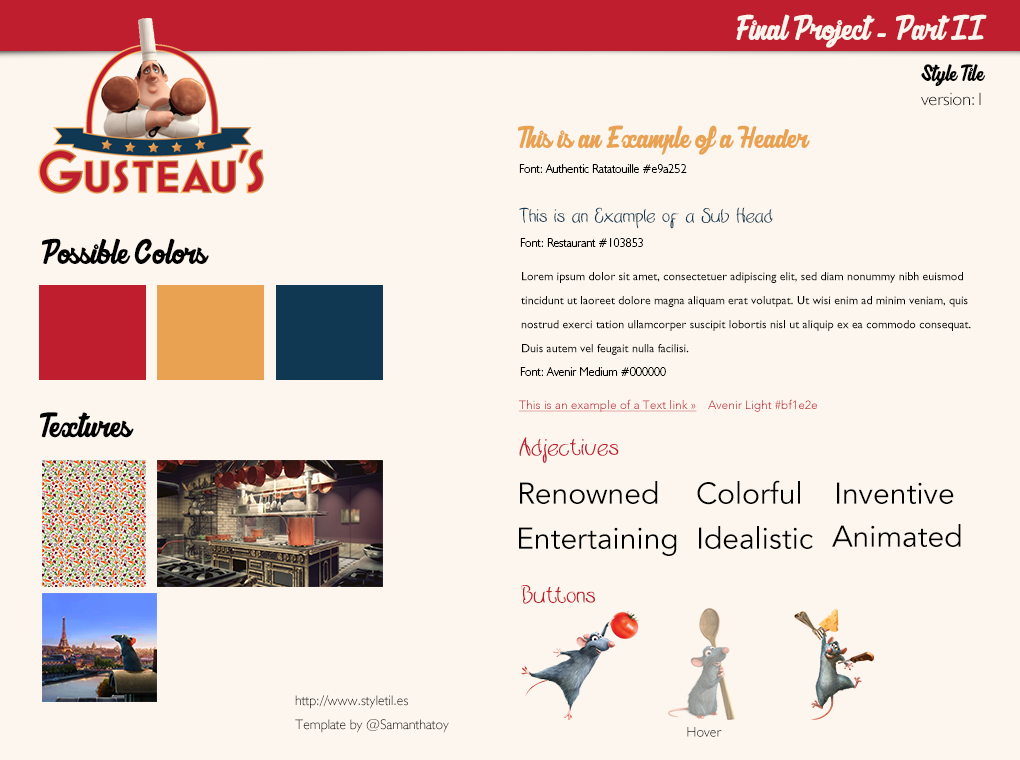 Final Project - Part II
Style Tile
version:1
GUSTEAU'S
Possible Colors
Textures
This is an Example of a Header
Font: Authentic Ratatouille #e9a252
This is an Example of a Sub Head
Font: Restaurant #103853
Lorem ipsum dolor sit amet, consectetuer adipiscing elit, sed diam nonummy nibh euismod
tincidunt ut laoreet dolore magna aliquam erat volutpat. Ut wisi enim ad minim veniam, quis
nostrud exerci tation ullamcorper suscipit lobortis nisl ut aliquip ex ea commodo consequat.
Duis autem vel feugait nulla facilisi.
Font: Avenir Medium #000000
This is an example of a Text link » Avenir Light #bf1e2e
Adjectives
Renowned Colorful Inventive
Entertaining Idealistic Animated
Buttons
Hover
http://www.styletil.es
Template by @Samanthatoy